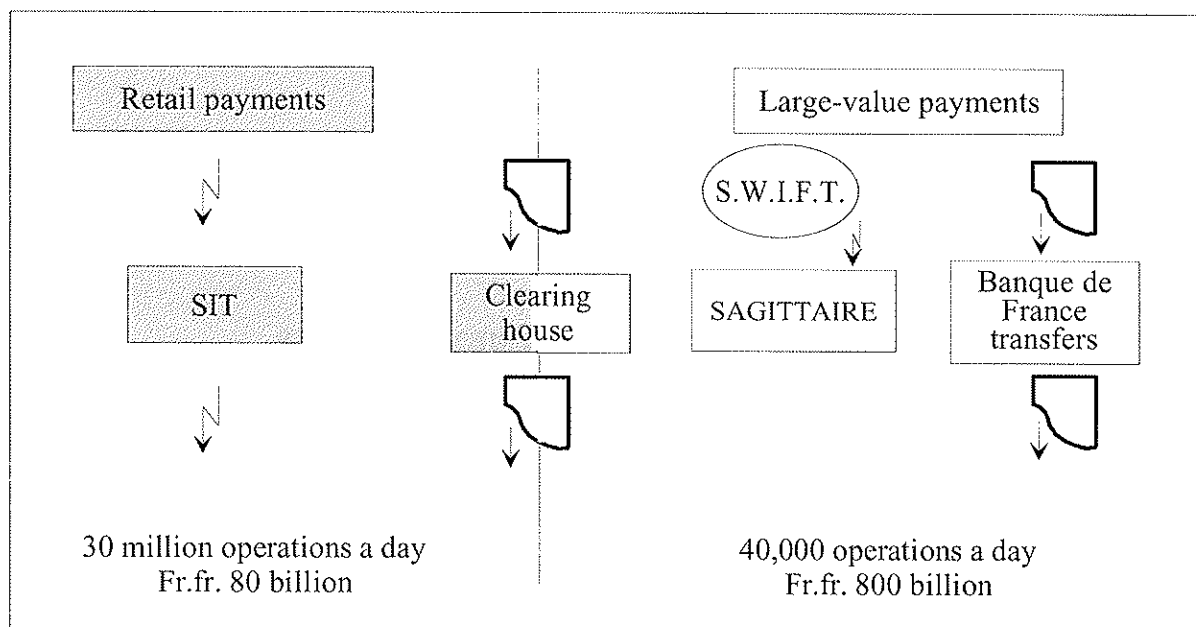 Retail payments
Large-value payments
S.W.I.F.T.
SIT
Clearing
house
SAGITTAIRE
Banque de
France
transfers
30 million operations a day
Fr.fr. 80 billion
40,000 operations a day
Fr.fr. 800 billion